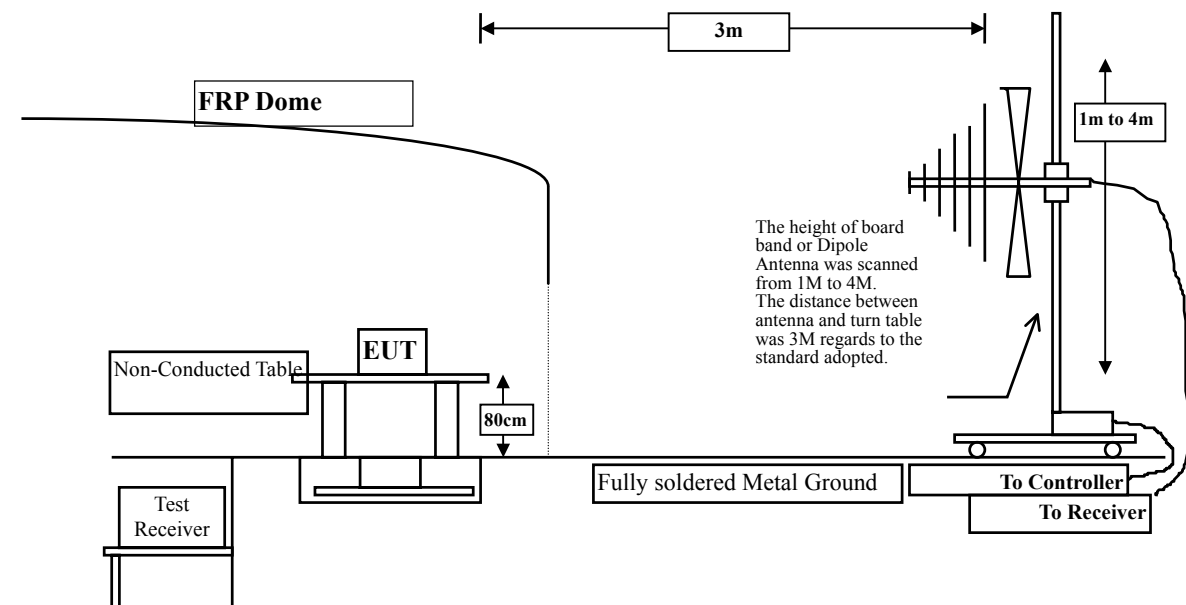 3m
FRP Dome
1m to 4m
The height of board
band or Dipole
Antenna was scanned
from 1M to 4M.
The distance between
antenna and turn table
was 3M regards to the
standard adopted.
EUT
Non-Conducted Table
80cm
Fully soldered Metal Ground
To Controller
To Receiver
Test
Receiver